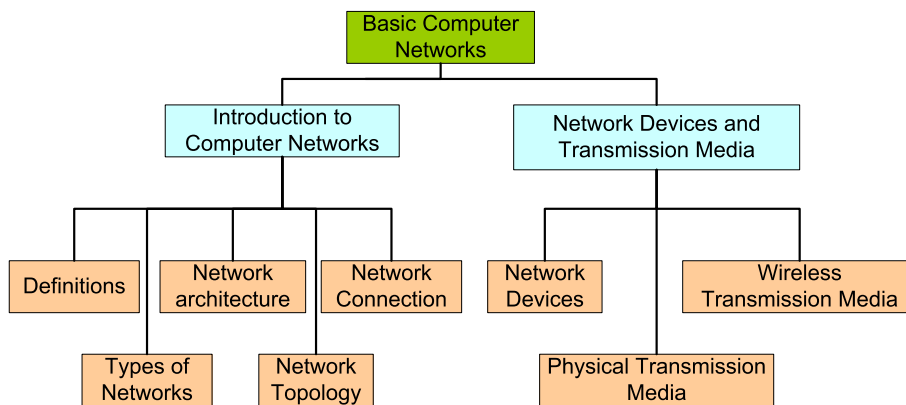 Basic Computer
Networks
Introduction to
Computer Networks
Network Devices and
Transmission Media
Definitions
Network
architecture
Network
Connection
Network
Devices
Wireless
Transmission Media
Types of
Networks
Network
Topology
Physical Transmission
Media